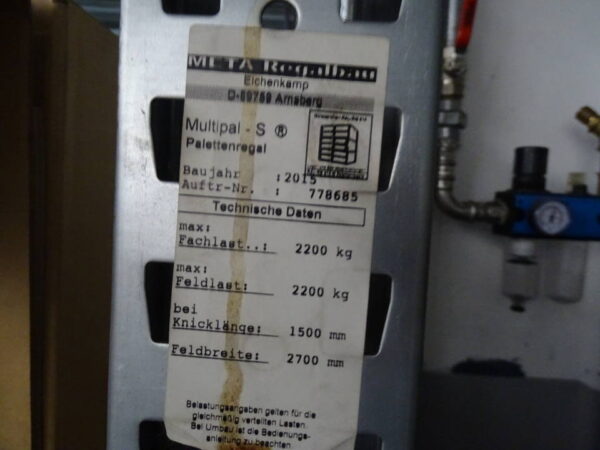 META Regalbau
Eichenkamp
D-59759 Arnsberg
Multipal - S ®
Palettenregal
Baujahr : 2015
Auftr-Nr. : 778685
Technische Daten
max:
Fachlast..: 2200 kg
max:
Feldlast: 2200 kg
bei
Knicklänge: 1500 mm
Feldbreite: 2700 mm
Belastungsangaben gelten für die
gleichmäßig verteilten Lasten.
Bei Umbau ist die Bedienungs-
anleitung zu beachten